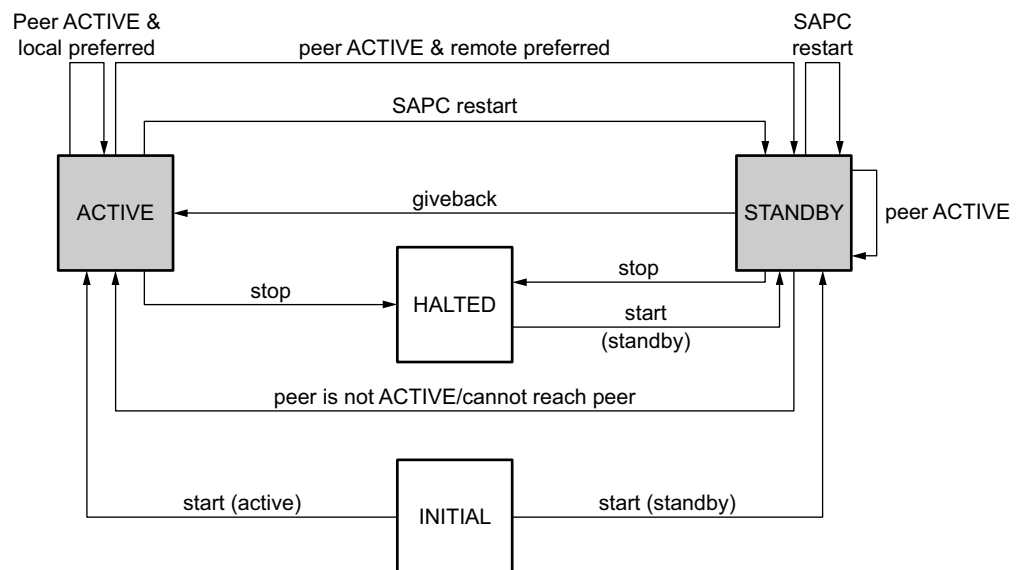 Peer ACTIVE &
local preferred
peer ACTIVE & remote preferred
SAPC
restart
SAPC restart
ACTIVE
giveback
STANDBY
peer ACTIVE
stop
HALTED
stop
start
(standby)
peer is not ACTIVE/cannot reach peer
start (active)
INITIAL
start (standby)